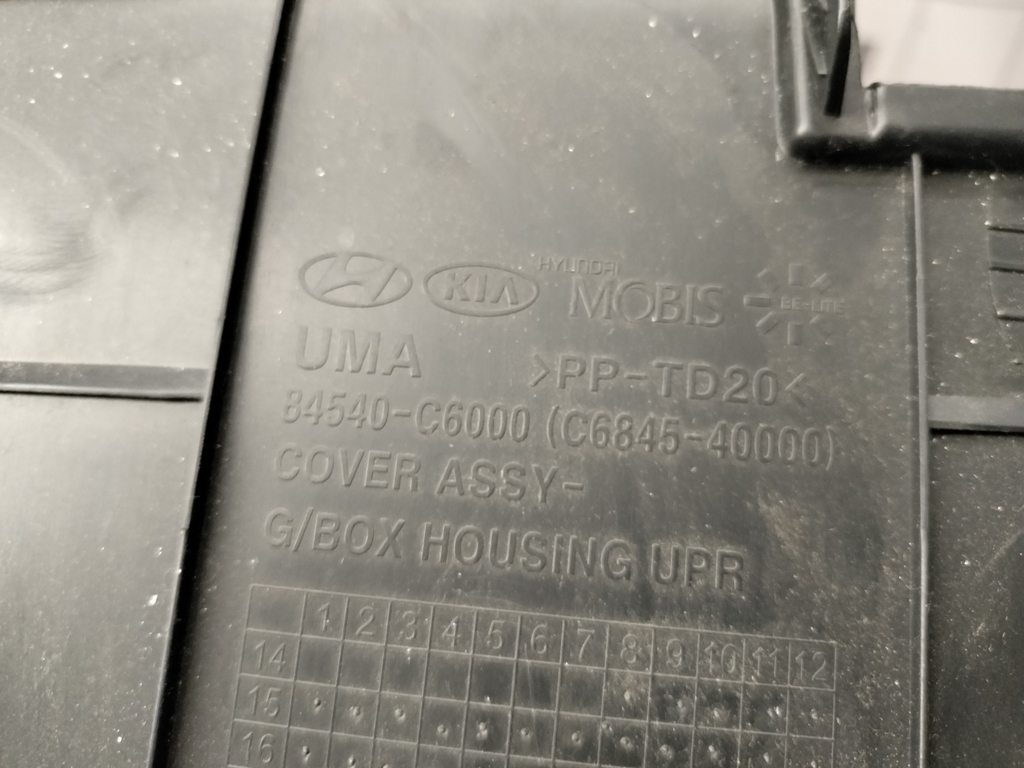 KIA HYUNDAI MOBIS
UMA >PP-TD20<
84540-C6000 (C6845-40000)
COVER ASSY-
G/BOX HOUSING UPR
1 2 3 4 5 6 7 8 9 10 11 12
14
15
16